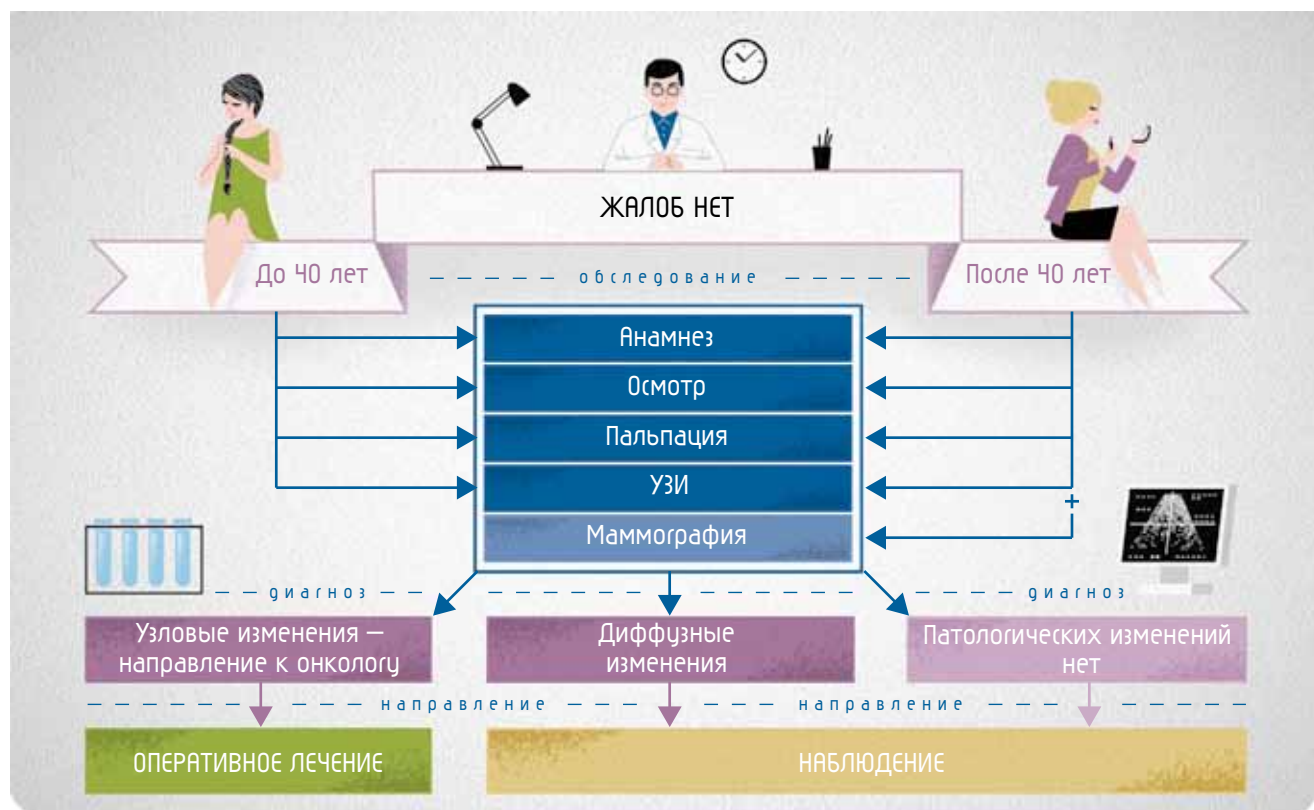 ЖАЛОБ НЕТ
До 40 лет
обследование
После 40 лет
Анамнез
Осмотр
Пальпация
УЗИ
+
Маммография
диагноз
диагноз
Узловые изменения —
направление к онкологу
Диффузные
изменения
Патологических изменений
нет
направление
направление
ОПЕРАТИВНОЕ ЛЕЧЕНИЕ
НАБЛЮДЕНИЕ